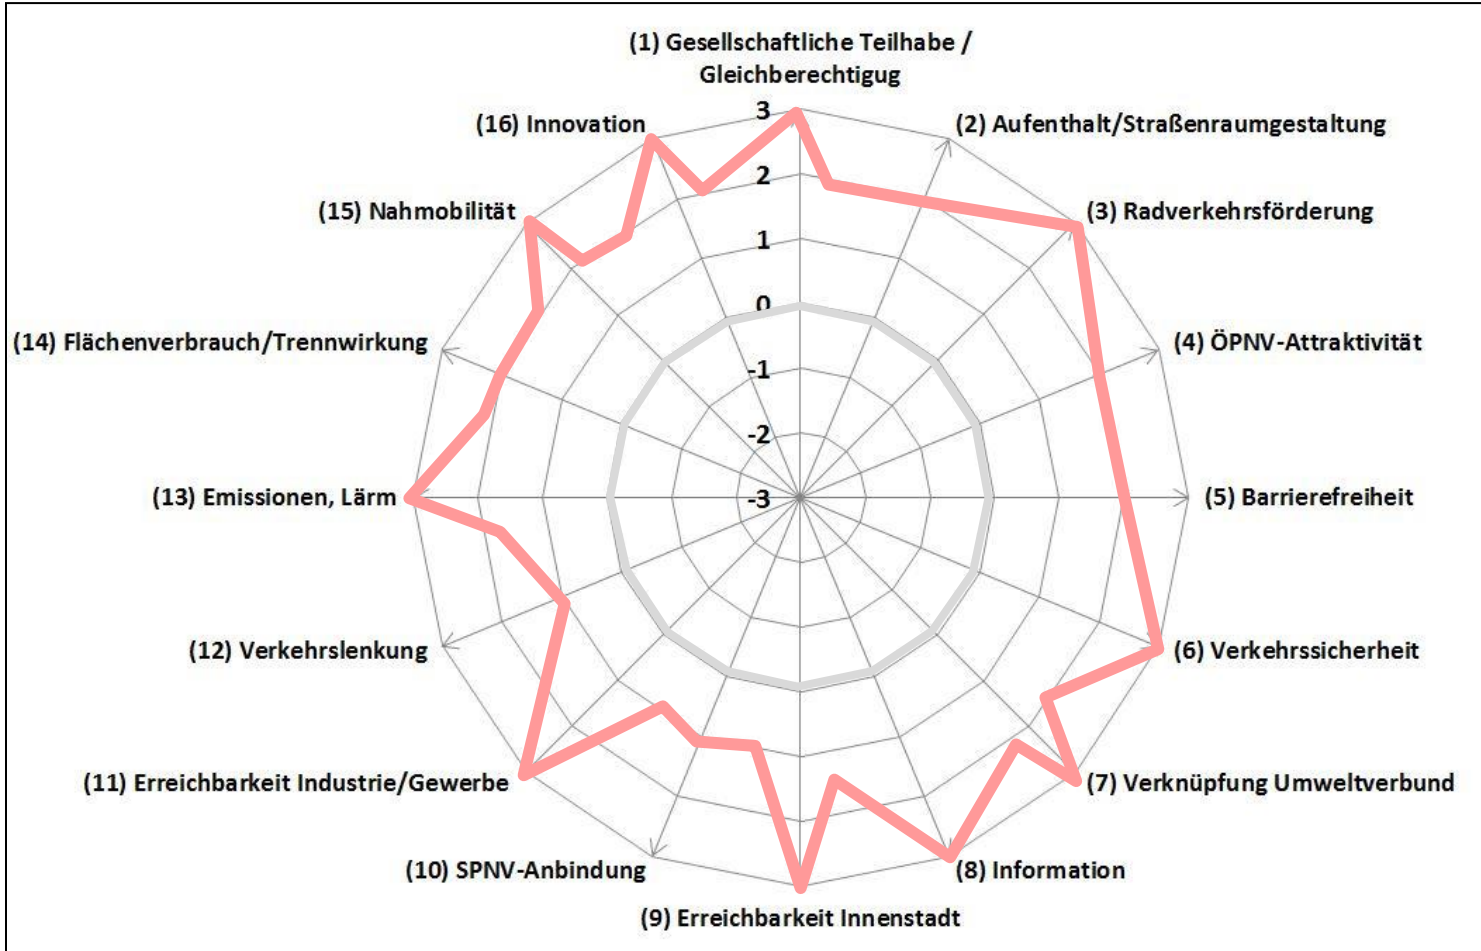 (1) Gesellschaftliche Teilhabe /
Gleichberechtigug
(2) Aufenthalt/Straßenraumgestaltung
(3) Radverkehrsförderung
(4) ÖPNV-Attraktivität
(5) Barrierefreiheit
(6) Verkehrssicherheit
(7) Verknüpfung Umweltverbund
(8) Information
(9) Erreichbarkeit Innenstadt
(10) SPNV-Anbindung
(11) Erreichbarkeit Industrie/Gewerbe
(12) Verkehrslenkung
(13) Emissionen, Lärm
(14) Flächenverbrauch/Trennwirkung
(15) Nahmobilität
(16) Innovation
3
2
1
0
-1
-2
-3